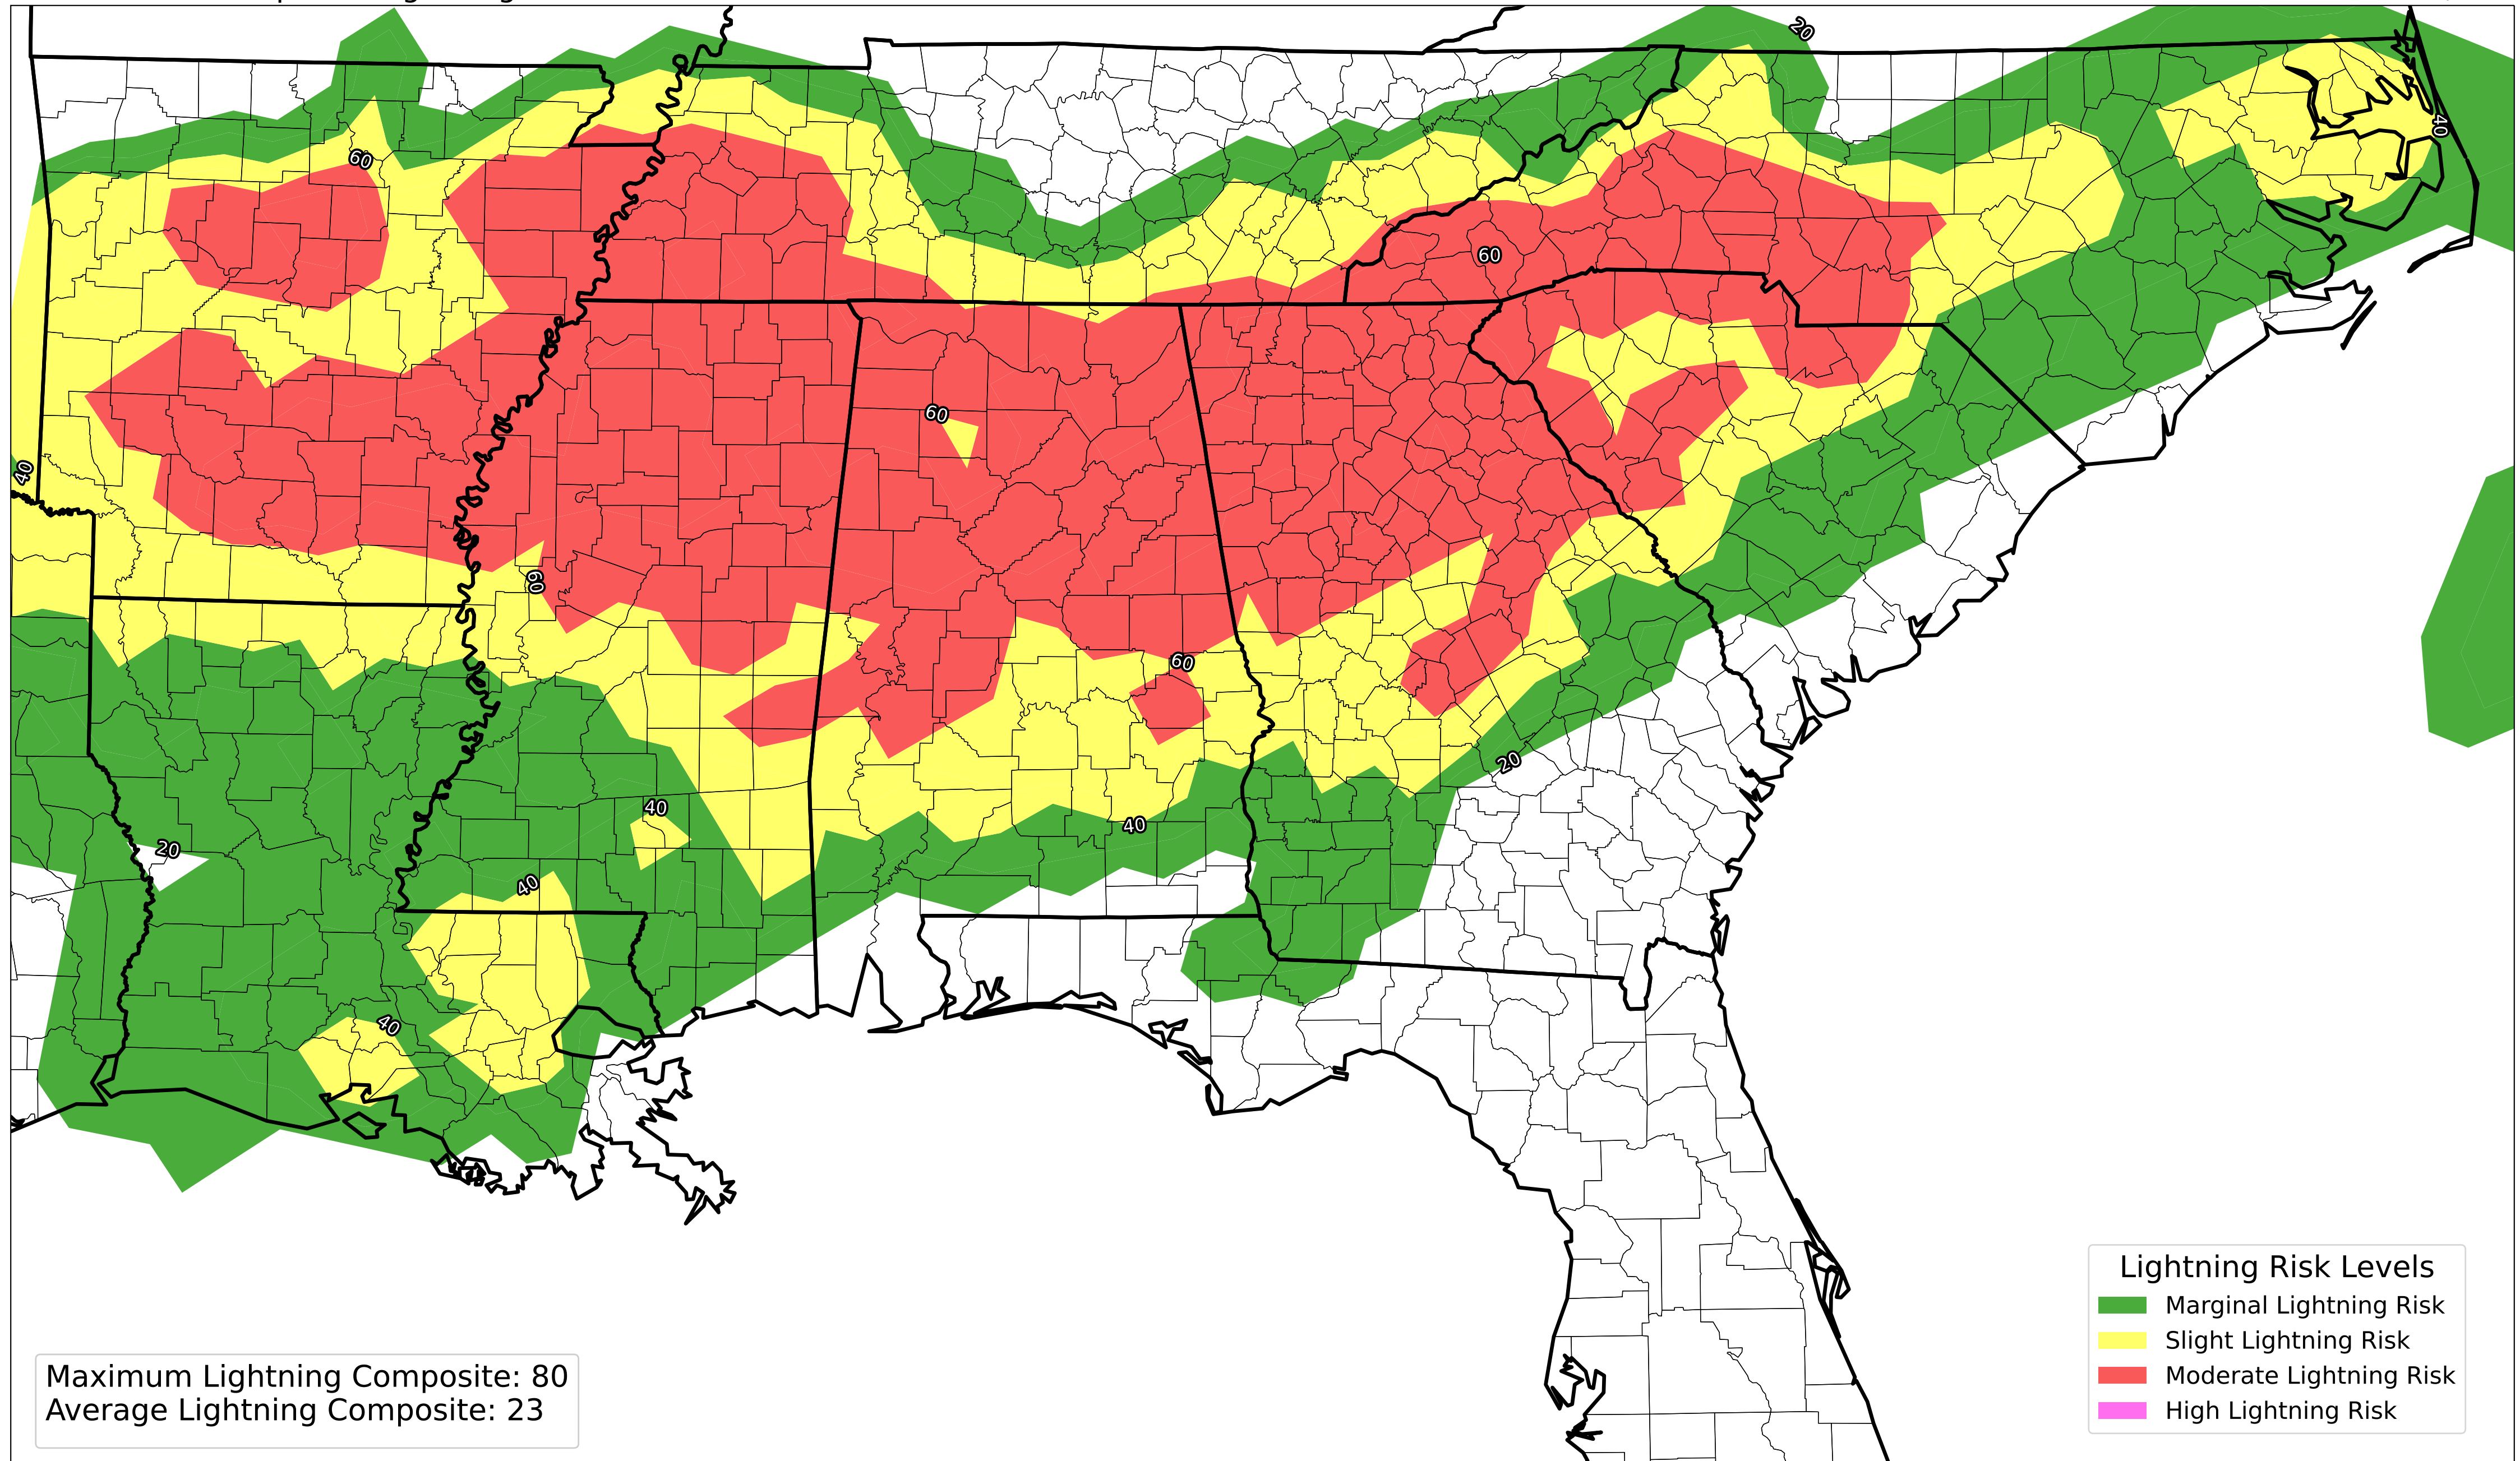 20
40
60
60
40
60
60
60
20
40
40
20
40
40
Lightning Risk Levels
Marginal Lightning Risk
Slight Lightning Risk
Moderate Lightning Risk
High Lightning Risk
Maximum Lightning Composite: 80
Average Lightning Composite: 23